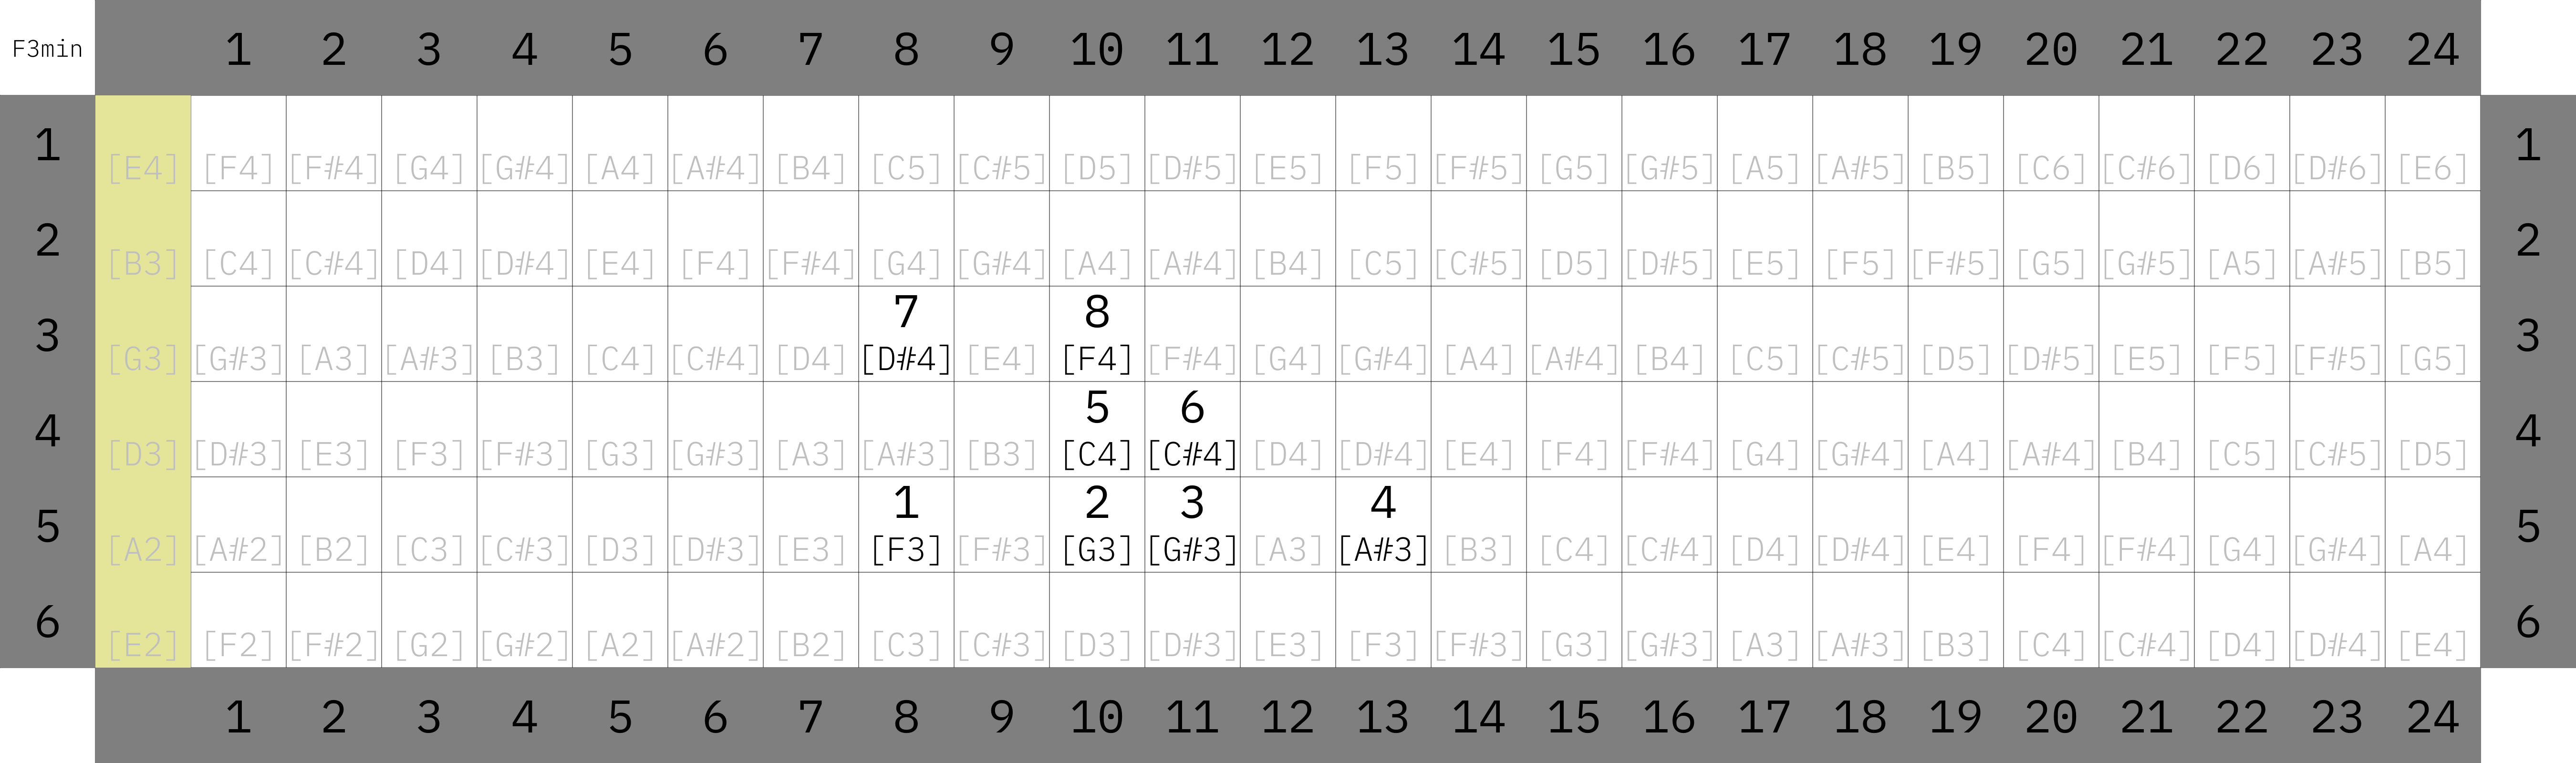 F3min 1 2 3 4 5 6 7 8 9 10 11 12 13 14 15 16 17 18 19 20 21 22 23 24
1 [E4] [F4] [F#4] [G4] [G#4] [A4] [A#4] [B4] [C5] [C#5] [D5] [D#5] [E5] [F5] [F#5] [G5] [G#5] [A5] [A#5] [B5] [C6] [C#6] [D6] [D#6] [E6] 1
2 [B3] [C4] [C#4] [D4] [D#4] [E4] [F4] [F#4] [G4] [G#4] [A4] [A#4] [B4] [C5] [C#5] [D5] [D#5] [E5] [F5] [F#5] [G5] [G#5] [A5] [A#5] [B5] 2
7 8
3 [G3] [G#3] [A3] [A#3] [B3] [C4] [C#4] [D4] [D#4] [E4] [F4] [F#4] [G4] [G#4] [A4] [A#4] [B4] [C5] [C#5] [D5] [D#5] [E5] [F5] [F#5] [G5] 3
5 6
4 [D3] [D#3] [E3] [F3] [F#3] [G3] [G#3] [A3] [A#3] [B3] [C4] [C#4] [D4] [D#4] [E4] [F4] [F#4] [G4] [G#4] [A4] [A#4] [B4] [C5] [C#5] [D5] 4
1 2 3 4
5 [A2] [A#2] [B2] [C3] [C#3] [D3] [D#3] [E3] [F3] [F#3] [G3] [G#3] [A3] [A#3] [B3] [C4] [C#4] [D4] [D#4] [E4] [F4] [F#4] [G4] [G#4] [A4] 5
6 [E2] [F2] [F#2] [G2] [G#2] [A2] [A#2] [B2] [C3] [C#3] [D3] [D#3] [E3] [F3] [F#3] [G3] [G#3] [A3] [A#3] [B3] [C4] [C#4] [D4] [D#4] [E4] 6
1 2 3 4 5 6 7 8 9 10 11 12 13 14 15 16 17 18 19 20 21 22 23 24